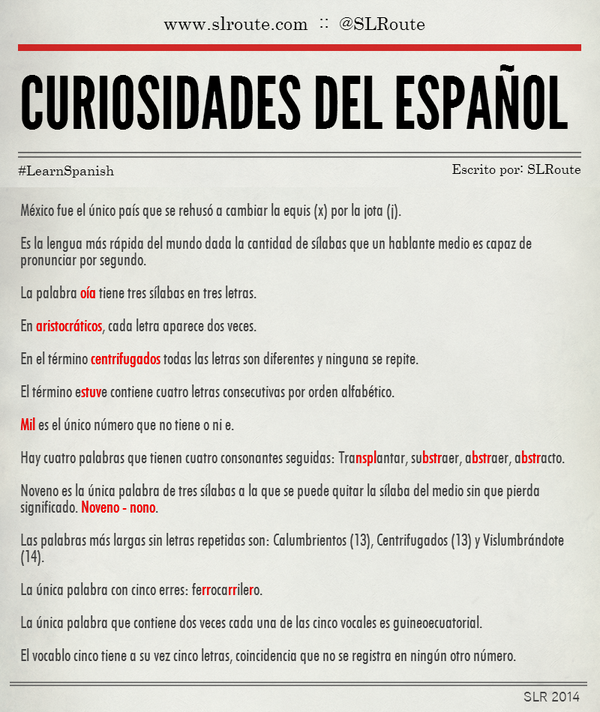 www.slroute.com :: @SLRoute
CURIOSIDADES DEL ESPAÑOL
#LearnSpanish
Escrito por: SLRoute
México fue el único país que se rehusó a cambiar la equis (x) por la jota (j).
Es la lengua más rápida del mundo dada la cantidad de sílabas que un hablante medio es capaz de
pronunciar por segundo.
La palabra oía tiene tres sílabas en tres letras.
En aristocráticos, cada letra aparece dos veces.
En el término centrifugados todas las letras son diferentes y ninguna se repite.
El término estuve contiene cuatro letras consecutivas por orden alfabético.
Mil es el único número que no tiene o ni e.
Hay cuatro palabras que tienen cuatro consonantes seguidas: Transplantar, substraer, abstraer, abstracto.
Noveno es la única palabra de tres sílabas a la que se puede quitar la sílaba del medio sin que pierda
significado. Noveno - nono.
Las palabras más largas sin letras repetidas son: Calumbrientos (13), Centrifugados (13) y Vislumbrándote
(14).
La única palabra con cinco erres: ferrocarrilero.
La única palabra que contiene dos veces cada una de las cinco vocales es guineoecuatorial.
El vocablo cinco tiene a su vez cinco letras, coincidencia que no se registra en ningún otro número.
SLR 2014